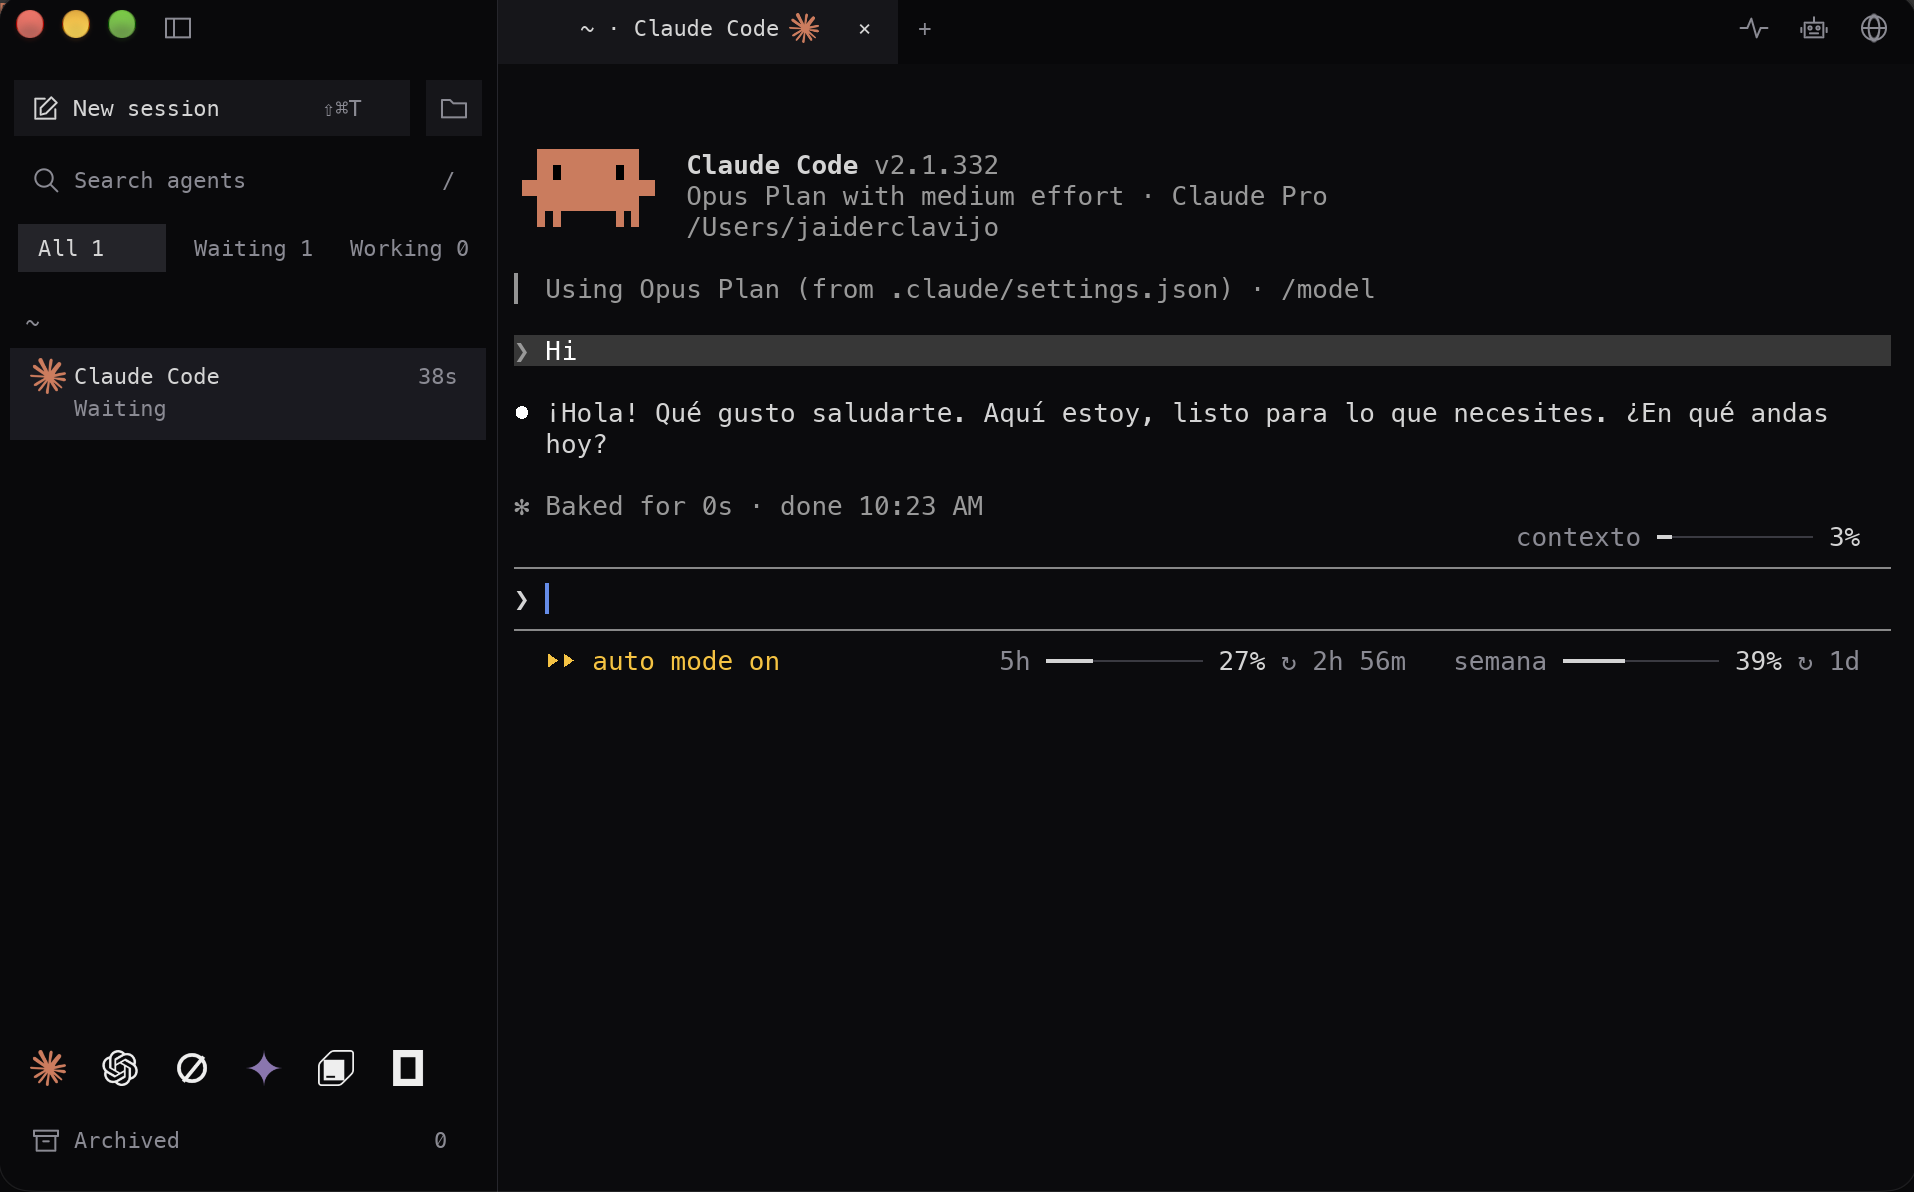 ~ · Claude Code ×
+
New session ⇧⌘T
Search agents /
All 1 Waiting 1 Working 0
~
Claude Code 38s
Waiting
Archived 0
Claude Code v2.1.332
Opus Plan with medium effort · Claude Pro
/Users/jaiderclavijo
Using Opus Plan (from .claude/settings.json) · /model
❯ Hi
● ¡Hola! Qué gusto saludarte. Aquí estoy, listo para lo que necesites. ¿En qué andas
hoy?
✻ Baked for 0s · done 10:23 AM
contexto 3%
❯
⏵⏵ auto mode on 5h 27% ↻ 2h 56m semana 39% ↻ 1d